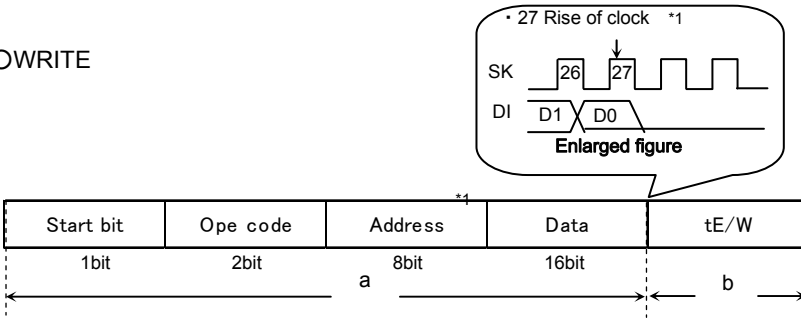 ・27 Rise of clock *1
○WRITE
SK 26 27
DI D1 D0
Enlarged figure
*1
Start bit Ope code Address Data tE/W
1bit 2bit 8bit 16bit
a b